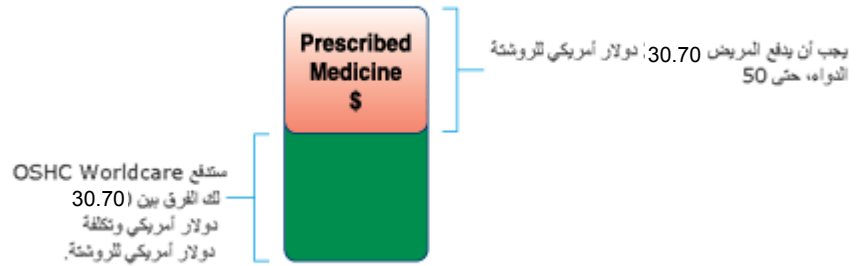 Prescribed
Medicine
$
يجب أن يدفع المريض 30.70 دولار أمريكي للروشتة
الدواء، حتى 50
ستدفع OSHC Worldcare
لك الفرق بين (30.70
دولار أمريكي وتكلفة
دولار أمريكي للروشتة.